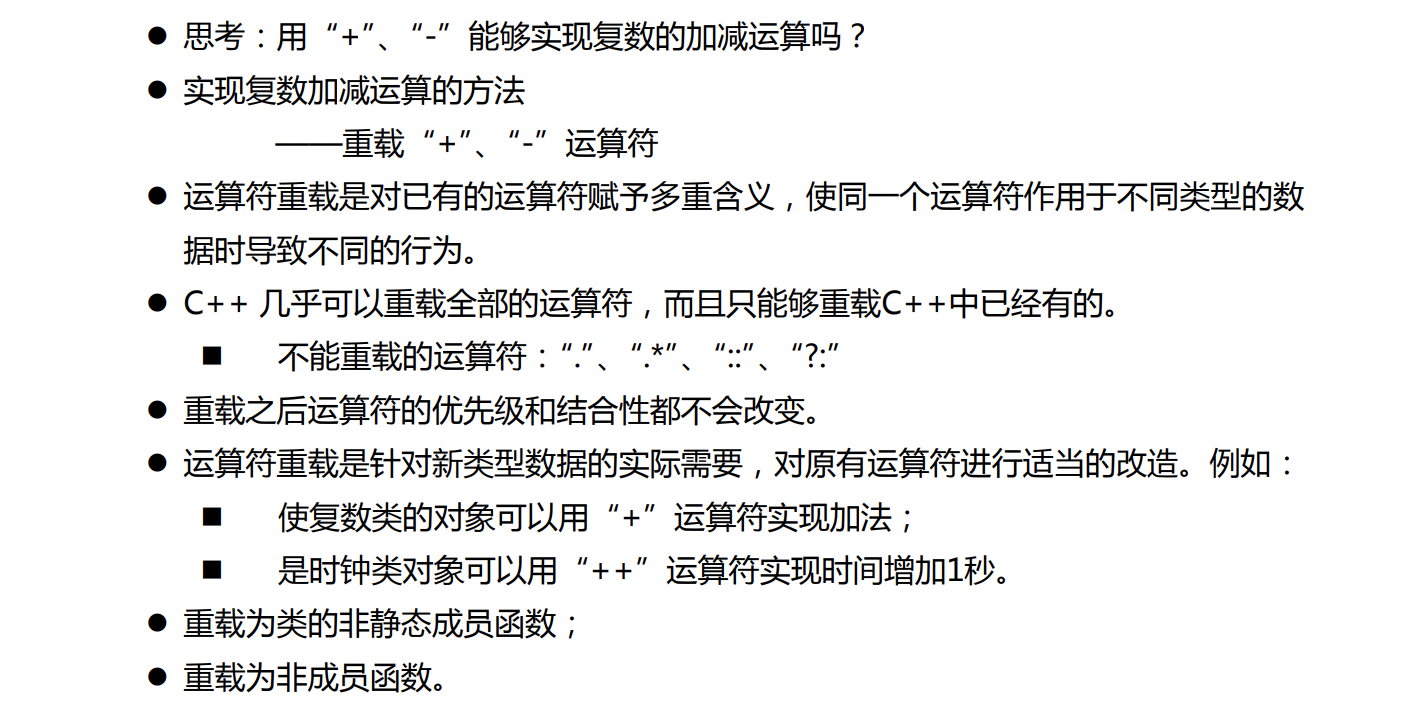 ● 思考：用“+”、“-”能够实现复数的加减运算吗？
● 实现复数加减运算的方法
——重载“+”、“-”运算符
● 运算符重载是对已有的运算符赋予多重含义，使同一个运算符作用于不同类型的数
据时导致不同的行为。
● C++ 几乎可以重载全部的运算符，而且只能够重载C++中已经有的。
■ 不能重载的运算符：“.”、“.*”、“::”、“?:”
● 重载之后运算符的优先级和结合性都不会改变。
● 运算符重载是针对新类型数据的实际需要，对原有运算符进行适当的改造。例如：
■ 使复数类的对象可以用“+”运算符实现加法；
■ 是时钟类对象可以用“++”运算符实现时间增加1秒。
● 重载为类的非静态成员函数；
● 重载为非成员函数。